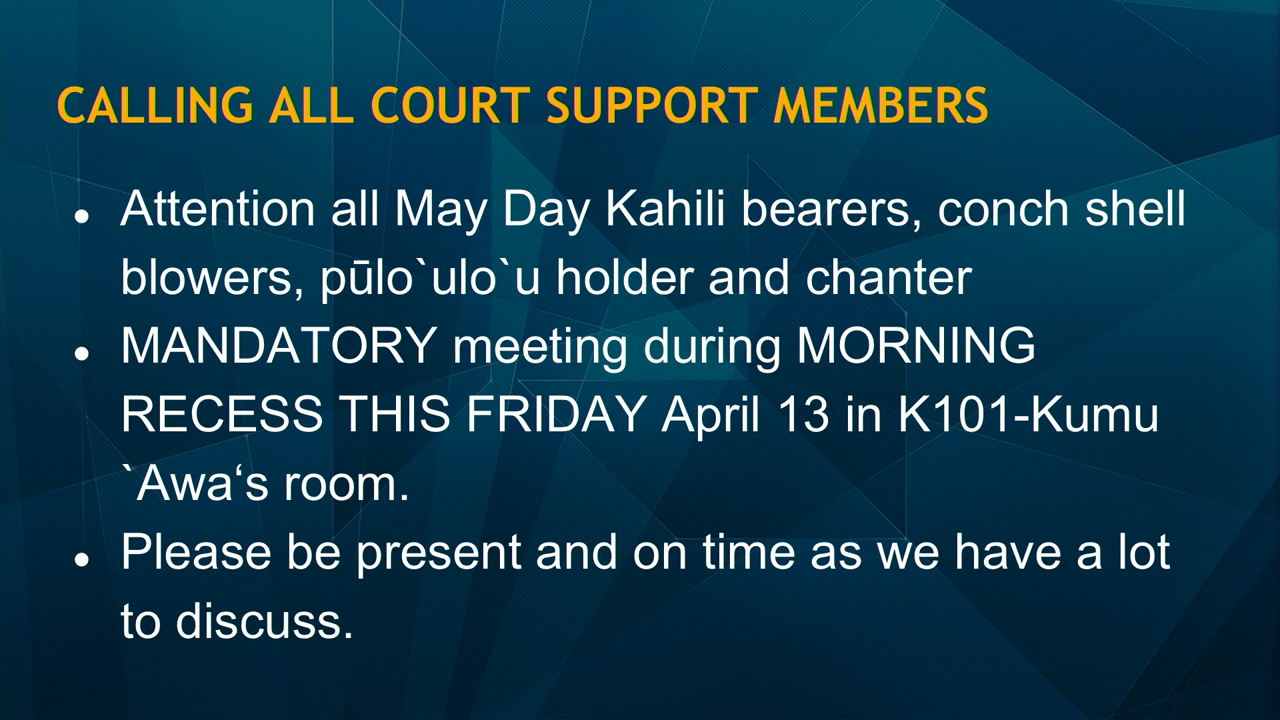 CALLING ALL COURT SUPPORT MEMBERS
● Attention all May Day Kahili bearers, conch shell
blowers, pūlo`ulo`u holder and chanter
● MANDATORY meeting during MORNING
RECESS THIS FRIDAY April 13 in K101-Kumu
`Awa‘s room.
● Please be present and on time as we have a lot
to discuss.